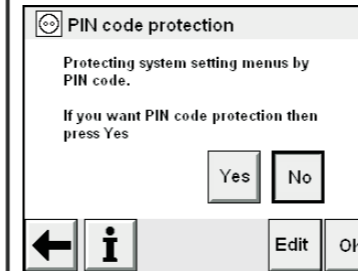 PIN code protection
Protecting system setting menus by
PIN code.
If you want PIN code protection then
press Yes
Yes No
i Edit